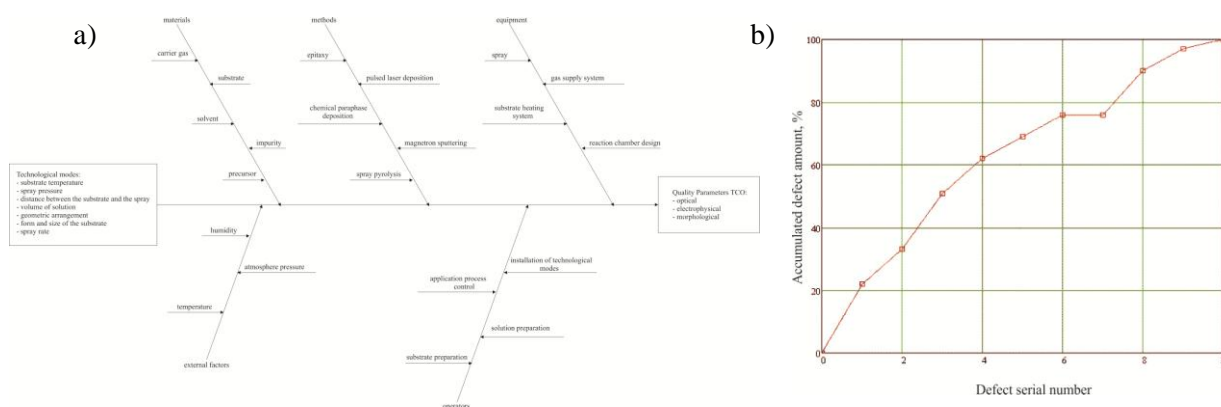 a)
materials
methods
equipment
carrier gas
epitaxy
spray
substrate
pulsed laser deposition
gas supply system
solvent
chemical paraphase
deposition
substrate heating
system
impurity
magnetron sputtering
reaction chamber design
precursor
spray pyrolysis
Technological modes:
- substrate temperature
- spray pressure
- distance between the substrate and the spray
- volume of solution
- geometric arrangement
- form and size of the substrate
- spray rate
Quality Parameters TCO:
- optical
- electrophysical
- morphological
humidity
atmosphere pressure
installation of technological
modes
application process
control
temperature
solution preparation
substrate preparation
external factors
operators
b)
Accumulated defect amount, %
100
80
60
40
20
0
0 2 4 6 8
Defect serial number